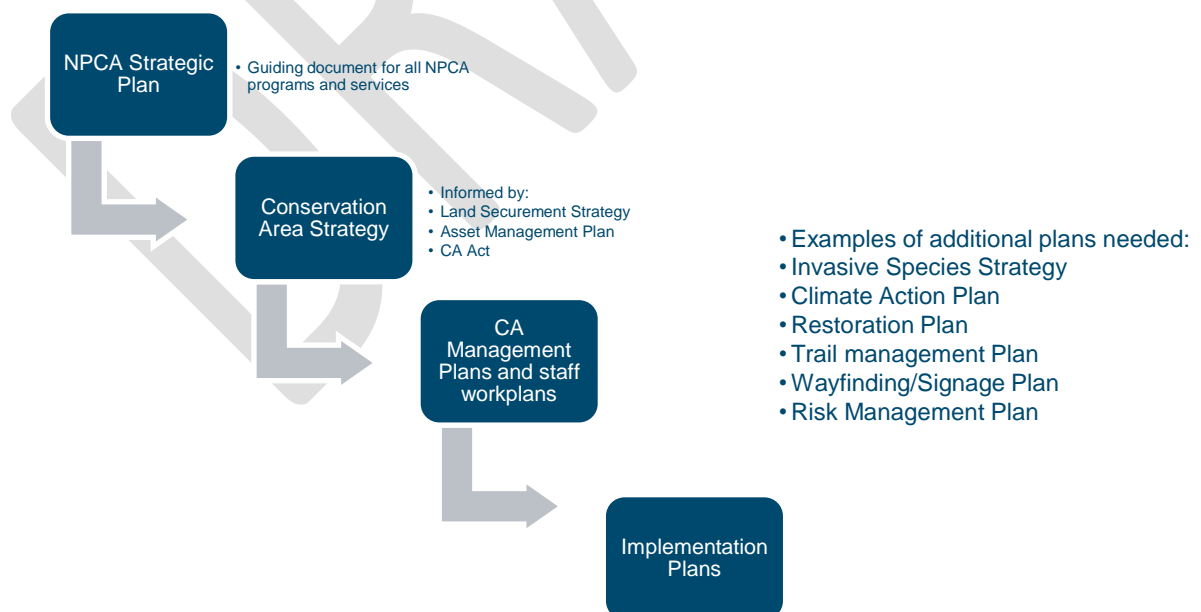 NPCA Strategic
Plan
• Guiding document for all NPCA
programs and services
Conservation
Area Strategy
• Informed by:
• Land Securement Strategy
• Asset Management Plan
• CA Act
CA
Management
Plans and staff
workplans
• Examples of additional plans needed:
• Invasive Species Strategy
• Climate Action Plan
• Restoration Plan
• Trail management Plan
• Wayfinding/Signage Plan
• Risk Management Plan
Implementation
Plans